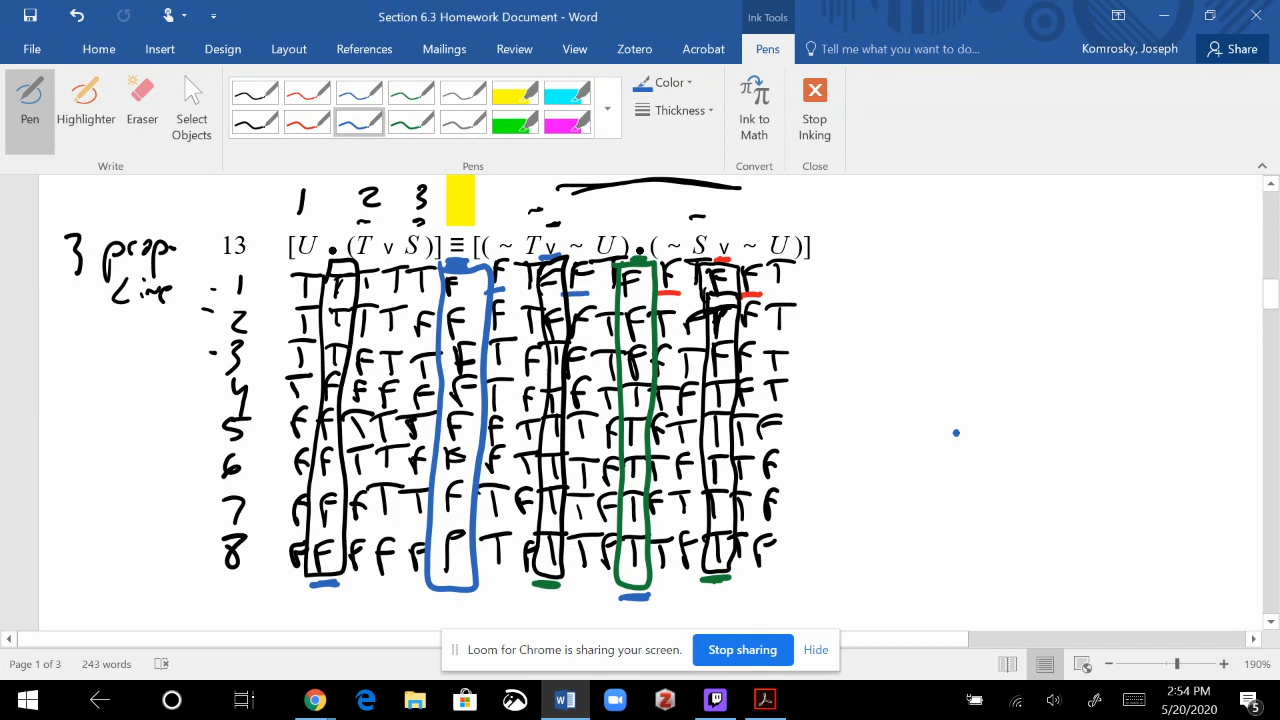 Section 6.3 Homework Document - Word
Ink Tools
File Home Insert Design Layout References Mailings Review View Zotero Acrobat Pens Tell me what you want to do... Komrosky, Joseph Share
Pen Highlighter Eraser Select Objects Color Thickness Ink to Math Stop Inking
Write Pens Convert Close
1 2 3
3 prop 13 [U • (T v S)] ≡ [( ~ T v ~ U) • ( ~ S v ~ U)]
Line 1 T T T T T F F T F F T F F T F F T
2 T T T T F F F T F F T F T F T F T
3 T T F T T F T F T F T F F T F F T
4 T F F F F F T F T F T T T F T F T
5 F F T T T F F T T T F T F T T T F
6 F F T T F F F T T T F T T F T T F
7 F F F T T F T F T T F T F T T T F
8 F F F F F F T F T T F T T F T T F
Loom for Chrome is sharing your screen. Stop sharing Hide
Page 1 of 3 243 words 190%
2:54 PM
5/20/2020
5